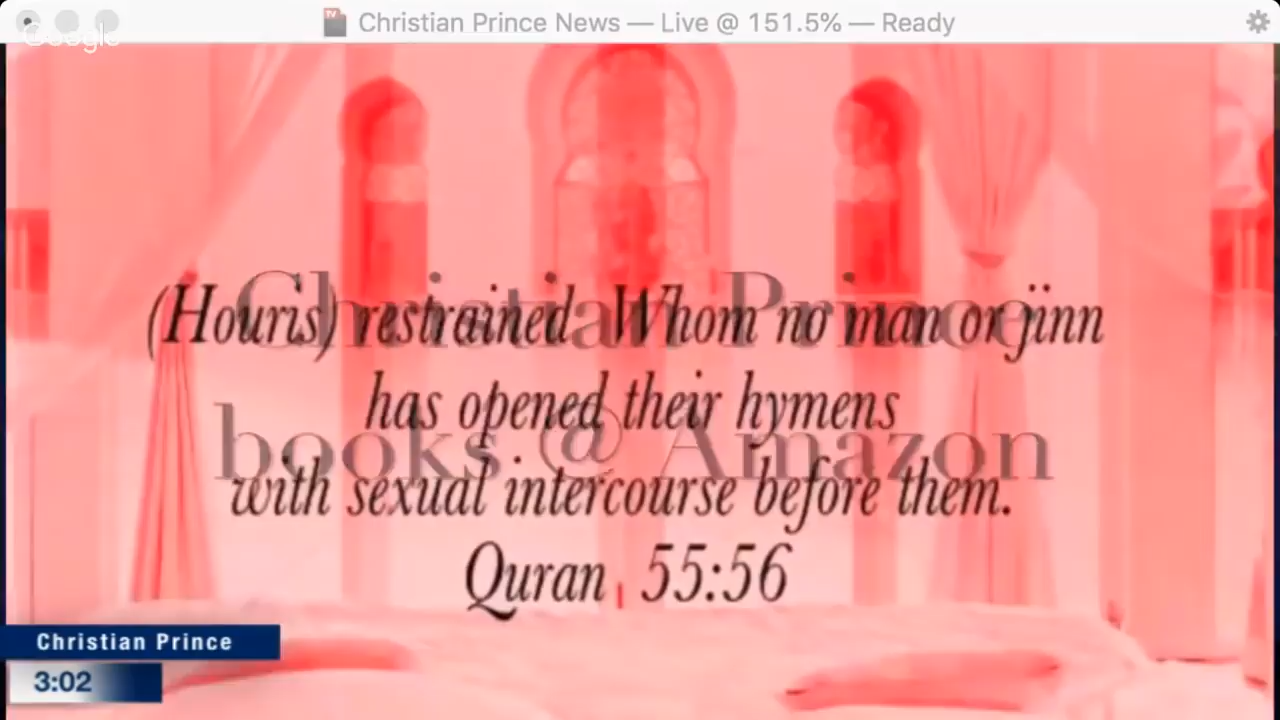 Christian Prince News — Live @ 151.5% — Ready
Google
(Houris) restrained Whom no man or jinn
has opened their hymens
with sexual intercourse before them.
Quran 55:56
Christian Prince
books @ Amazon
Christian Prince
3:02